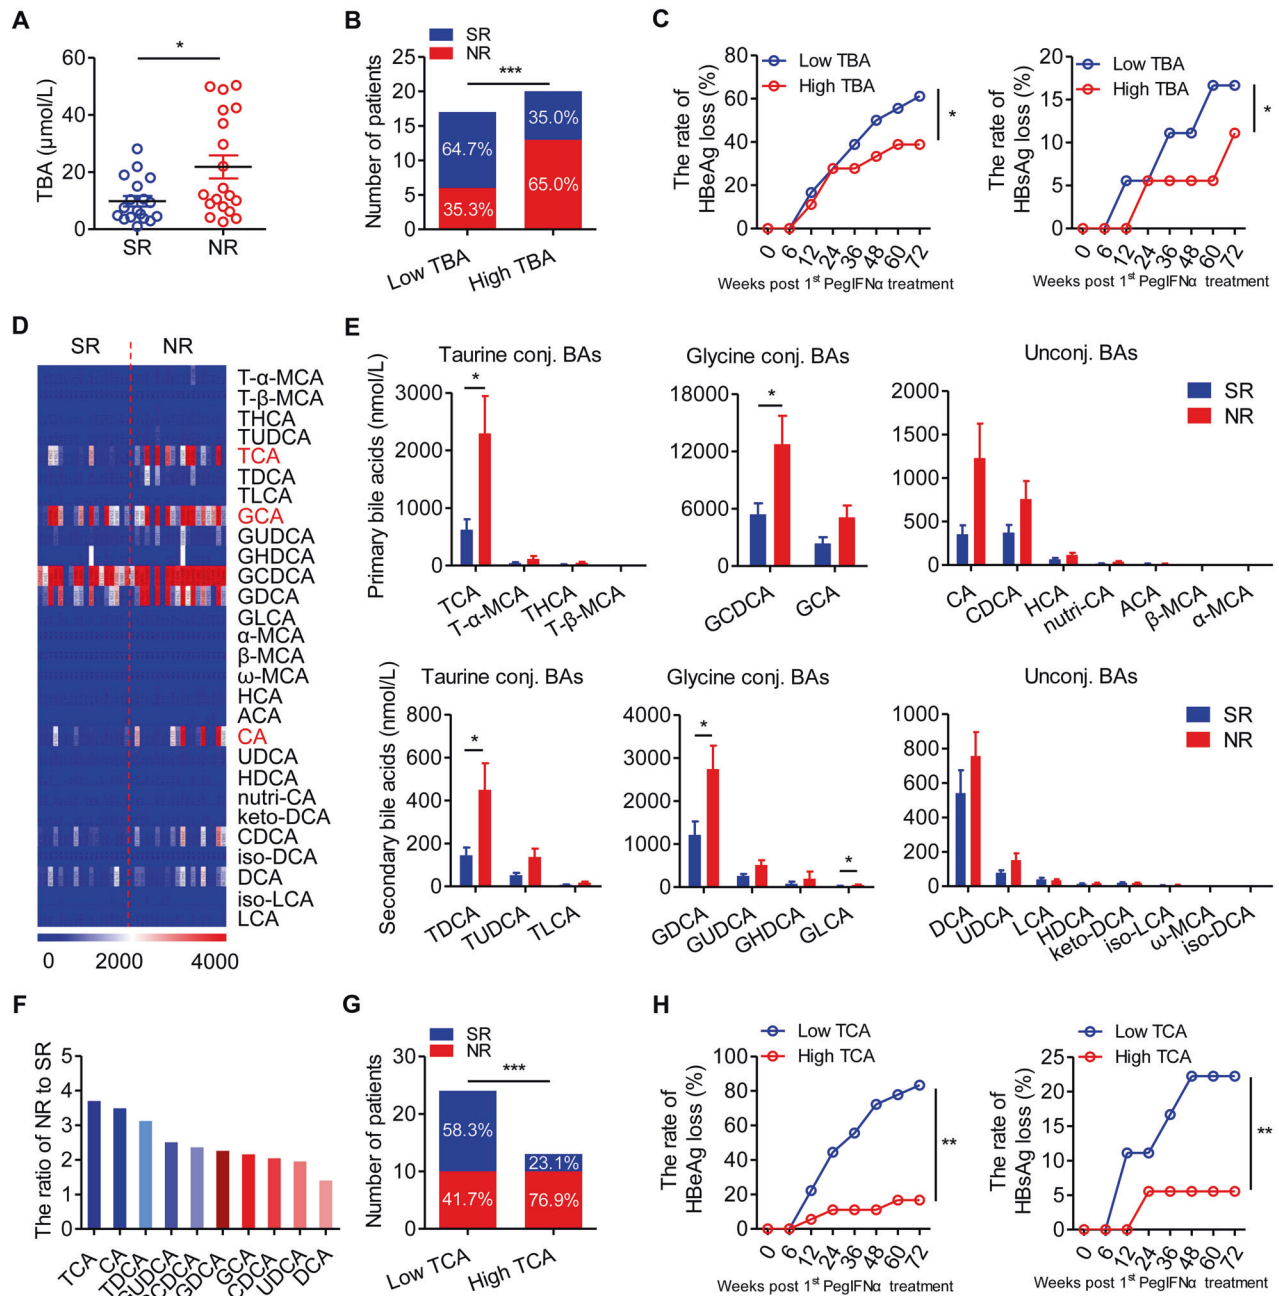 A
TBA (µmol/L)
60
40
20
0
*
SR
NR
B
SR
NR
Number of patients
25
20
15
10
5
0
***
64.7%
35.3%
35.0%
65.0%
Low TBA
High TBA
C
Low TBA
High TBA
The rate of
HBeAg loss (%)
80
60
40
20
0
*
0 6 12 24 36 48 60 72
Weeks post 1st PegIFNα treatment
Low TBA
High TBA
The rate of
HBsAg loss (%)
20
15
10
5
0
*
0 6 12 24 36 48 60 72
Weeks post 1st PegIFNα treatment
D
SR
NR
T-α-MCA
T-β-MCA
THCA
TUDCA
TCA
TDCA
TLCA
GCA
GUDCA
GHDCA
GCDCA
GDCA
GLCA
α-MCA
β-MCA
ω-MCA
HCA
ACA
CA
UDCA
HDCA
nutri-CA
keto-DCA
CDCA
iso-DCA
DCA
iso-LCA
LCA
0 2000 4000
E
Primary bile acids (nmol/L)
Taurine conj. BAs
3000
2000
1000
0
*
TCA
T-α-MCA
THCA
T-β-MCA
Glycine conj. BAs
18000
12000
6000
0
*
GCDCA
GCA
Unconj. BAs
SR
NR
2000
1500
1000
500
0
CA
CDCA
HCA
nutri-CA
ACA
β-MCA
α-MCA
Secondary bile acids (nmol/L)
Taurine conj. BAs
800
600
400
200
0
*
TDCA
TUDCA
TLCA
Glycine conj. BAs
4000
3000
2000
1000
0
*
*
GDCA
GUDCA
GHDCA
GLCA
Unconj. BAs
SR
NR
1000
800
600
400
200
0
DCA
UDCA
LCA
HDCA
keto-DCA
iso-LCA
ω-MCA
iso-DCA
F
The ratio of NR to SR
5
4
3
2
1
0
TCA
CA
TDCA
GUDCA
GCDCA
GDCA
GCA
CDCA
UDCA
DCA
G
SR
NR
Number of patients
30
20
10
0
***
58.3%
41.7%
23.1%
76.9%
Low TCA
High TCA
H
Low TCA
High TCA
The rate of
HBeAg loss (%)
100
80
60
40
20
0
**
0 6 12 24 36 48 60 72
Weeks post 1st PegIFNα treatment
Low TCA
High TCA
The rate of
HBsAg loss (%)
25
20
15
10
5
0
**
0 6 12 24 36 48 60 72
Weeks post 1st PegIFNα treatment